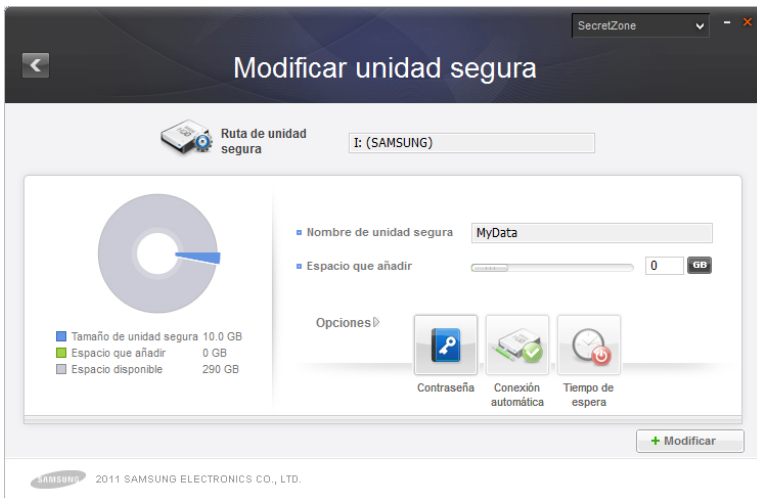 SecretZone
Modificar unidad segura
Ruta de unidad
segura
I: (SAMSUNG)
Nombre de unidad segura
MyData
Espacio que añadir
0
GB
Tamaño de unidad segura 10.0 GB
Espacio que añadir 0 GB
Espacio disponible 290 GB
Opciones
Contraseña
Conexión
automática
Tiempo de
espera
+ Modificar
SAMSUNG 2011 SAMSUNG ELECTRONICS CO., LTD.